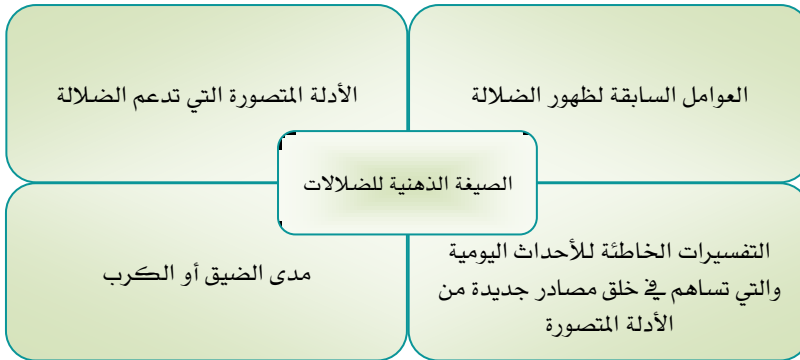 العوامل السابقة لظهور الضلالة
الأدلة المتصورة التي تدعم الضلالة
الصيغة الذهنية للضلالات
التفسيرات الخاطئة للأحداث اليومية
والتي تساهم في خلق مصادر جديدة من
الأدلة المتصورة
مدى الضيق أو الكرب